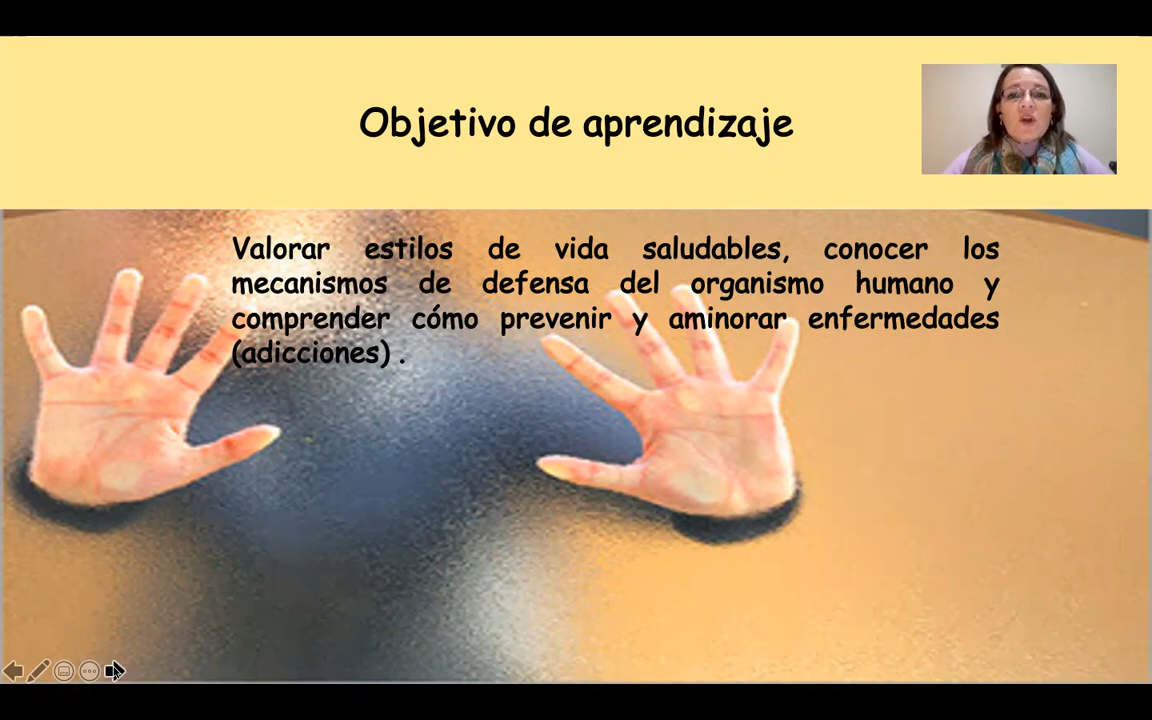 Objetivo de aprendizaje
Valorar estilos de vida saludables, conocer los
mecanismos de defensa del organismo humano y
comprender cómo prevenir y aminorar enfermedades
(adicciones) .